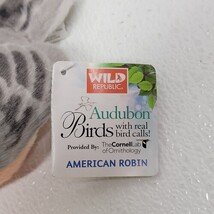 WILD
REPUBLIC
Audubon
Birds with real
bird calls!
Provided By: The Cornell Lab
of Ornithology
AMERICAN ROBIN